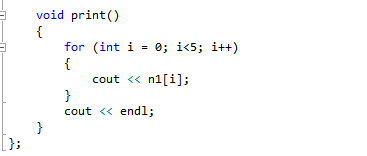 void print()
{
for (int i = 0; i<5; i++)
{
cout << n1[i];
}
cout << endl;
}
};